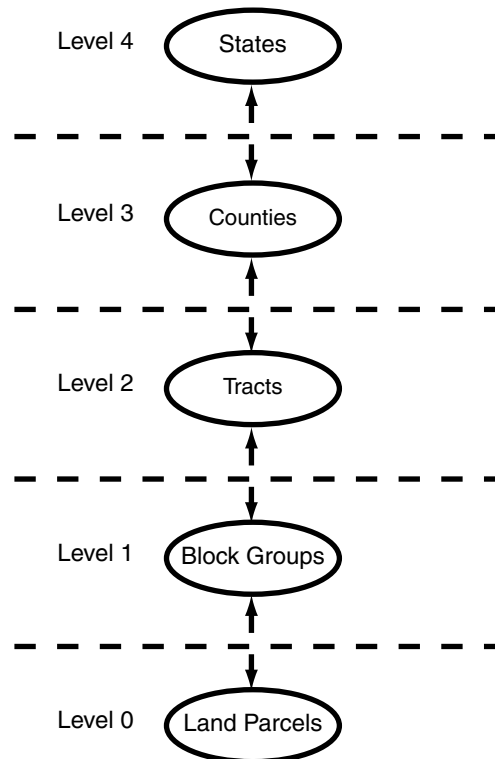 Level 4 States
Level 3 Counties
Level 2 Tracts
Level 1 Block Groups
Level 0 Land Parcels